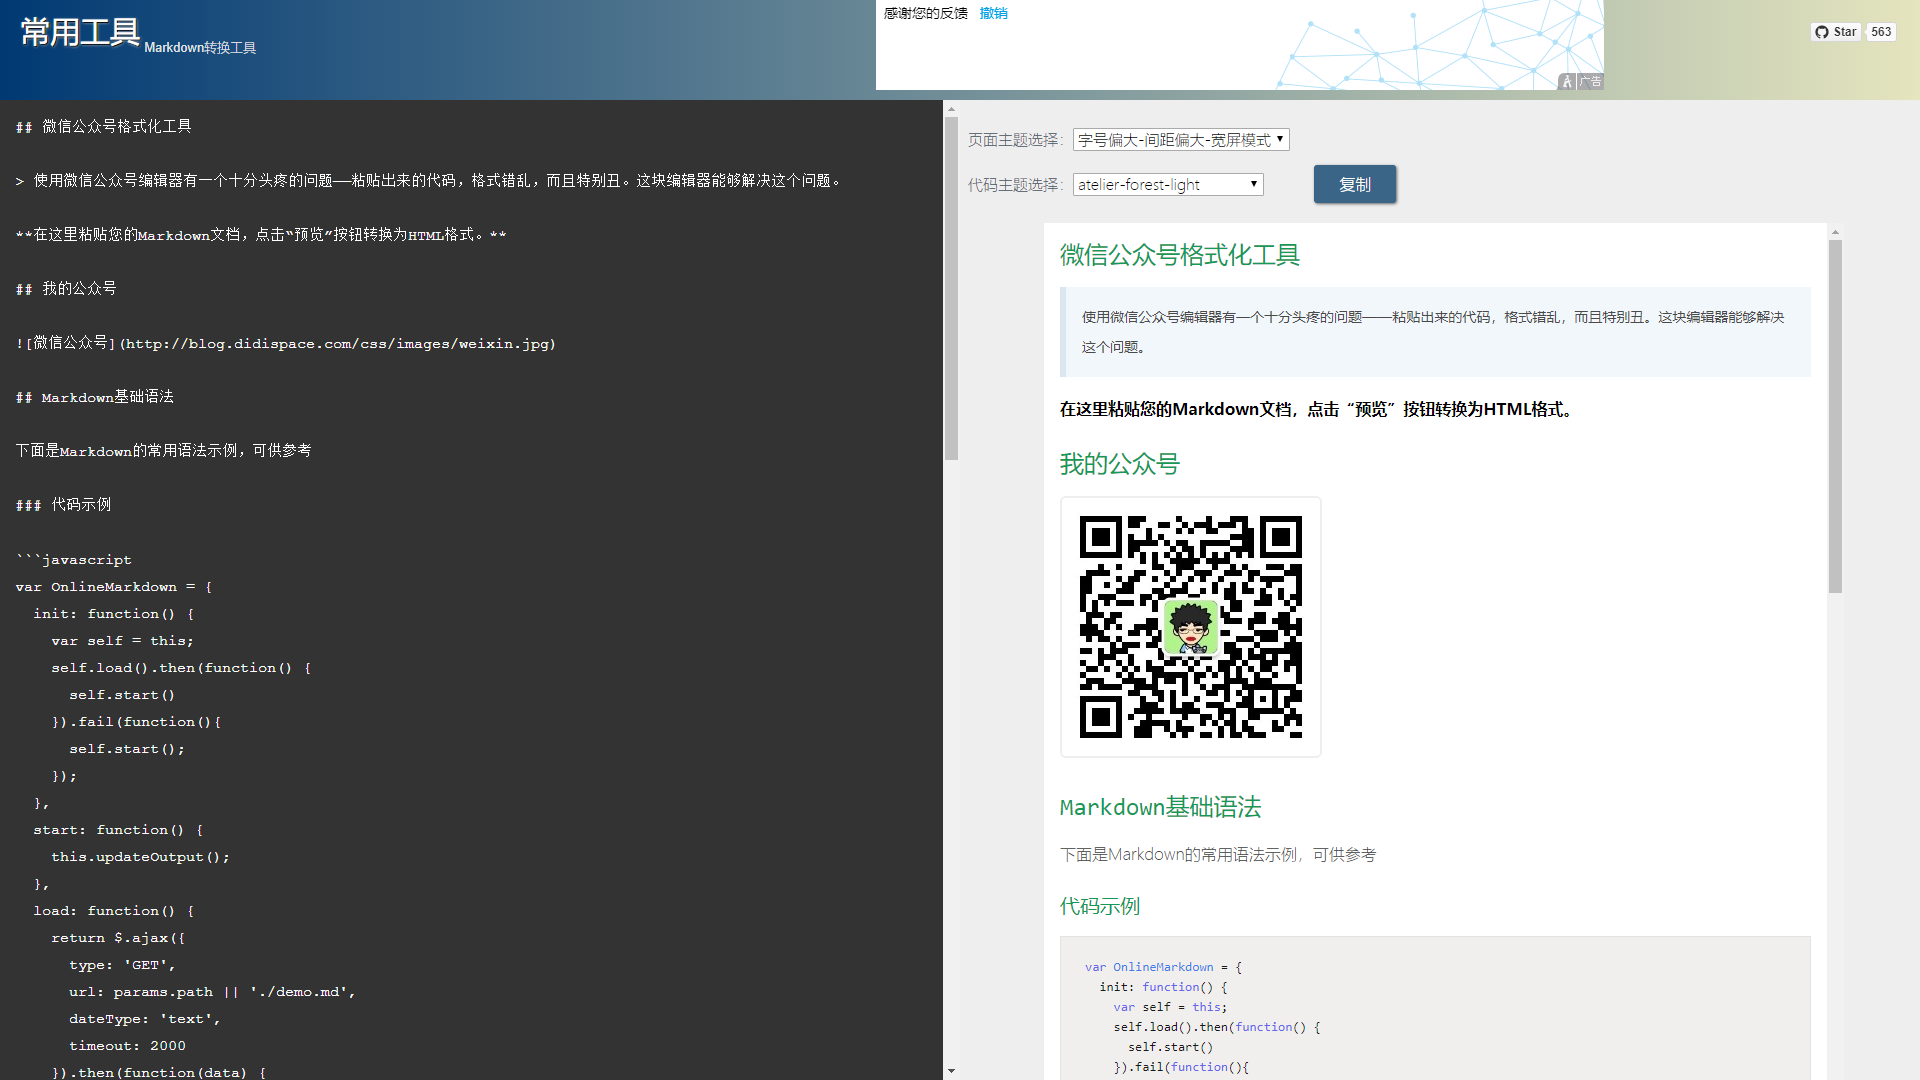 常用工具 Markdown转换工具
感谢您的反馈 撤销
广告
Star 563
## 微信公众号格式化工具
> 使用微信公众号编辑器有一个十分头疼的问题——粘贴出来的代码，格式错乱，而且特别丑。这块编辑器能够解决这个问题。
**在这里粘贴您的Markdown文档，点击“预览”按钮转换为HTML格式。**
## 我的公众号
![微信公众号](http://blog.didispace.com/css/images/weixin.jpg)
## Markdown基础语法
下面是Markdown的常用语法示例，可供参考
### 代码示例
```javascript
var OnlineMarkdown = {
  init: function() {
    var self = this;
    self.load().then(function() {
      self.start()
    }).fail(function(){
      self.start();
    });
  },
  start: function() {
    this.updateOutput();
  },
  load: function() {
    return $.ajax({
      type: 'GET',
      url: params.path || './demo.md',
      dateType: 'text',
      timeout: 2000
    }).then(function(data) {
页面主题选择： 字号偏大-间距偏大-宽屏模式
代码主题选择： atelier-forest-light 复制
微信公众号格式化工具
使用微信公众号编辑器有一个十分头疼的问题——粘贴出来的代码，格式错乱，而且特别丑。这块编辑器能够解决
这个问题。
在这里粘贴您的Markdown文档，点击“预览”按钮转换为HTML格式。
我的公众号
Markdown基础语法
下面是Markdown的常用语法示例，可供参考
代码示例
var OnlineMarkdown = {
  init: function() {
    var self = this;
    self.load().then(function() {
      self.start()
    }).fail(function(){